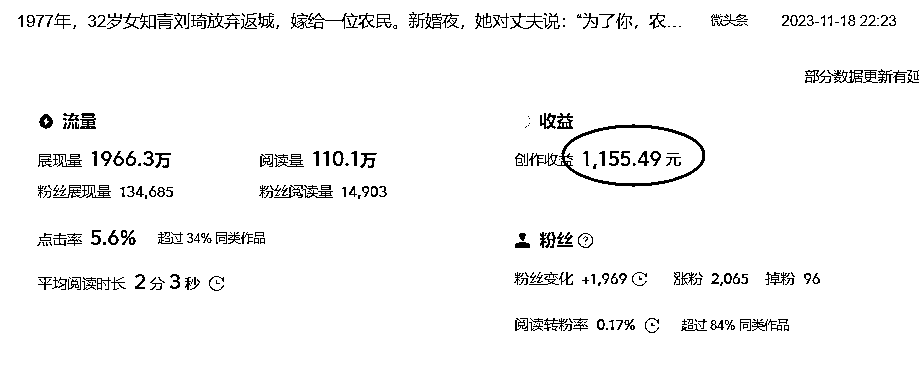 1977年，32岁女知青刘琦放弃返城，嫁给一位农民。新婚夜，她对丈夫说：“为了你，农... 微头条 2023-11-18 22:23
部分数据更新有延
流量 收益
展现量 1966.3万 阅读量 110.1万 创作收益 1,155.49 元
粉丝展现量 134,685 粉丝阅读量 14,903
点击率 5.6% 超过 34% 同类作品 粉丝
平均阅读时长 2 分 3 秒 粉丝变化 +1,969 涨粉 2,065 掉粉 96
阅读转粉率 0.17% 超过 84% 同类作品